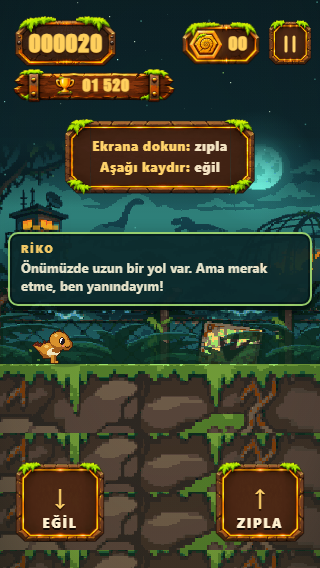 000020
00
01 520
Ekrana dokun: zıpla
Aşağı kaydır: eğil
RİKO
Önümüzde uzun bir yol var. Ama merak
etme, ben yanındayım!
↓
↑
EĞİL
ZIPLA